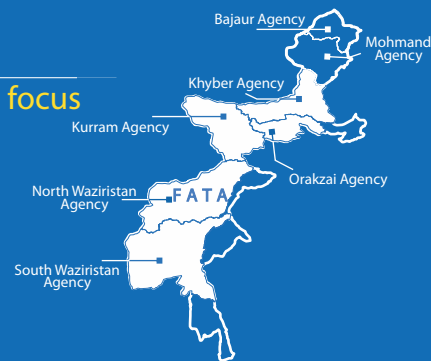 Bajaur Agency
Mohmand
Agency
Khyber Agency
focus
Kurram Agency
Orakzai Agency
North Waziristan
Agency
FATA
South Waziristan
Agency